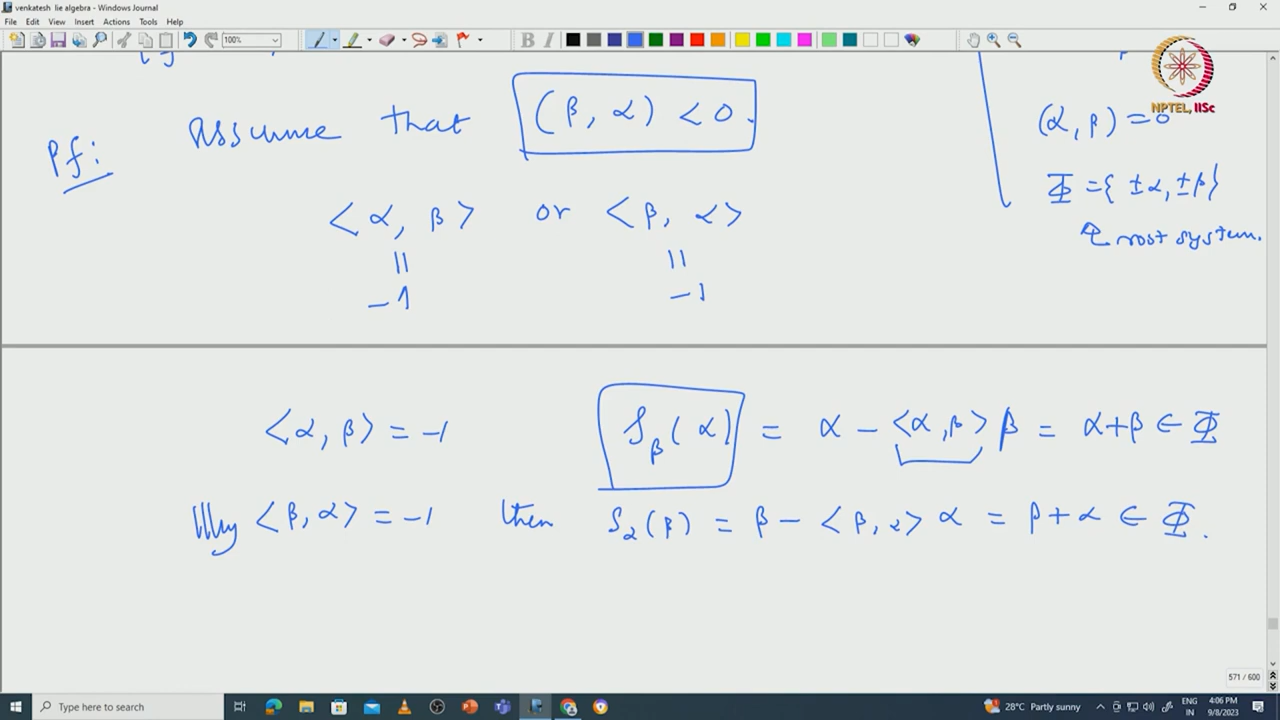 venkatesh lie algebra - Windows Journal
File Edit View Insert Actions Tools Help
100%
B I
NPTEL, IISc
Pf: Assume that (β, α) < 0.
<α, β> or <β, α>
= =
-1 -1
(α, β) = 0
Φ = {±α, ±β}
root system.
<α, β> = -1 S_β(α) = α - <α, β> β = α+β ∈ Φ
|||ly <β, α> = -1 then S_α(β) = β - <β, α> α = β+α ∈ Φ.
571 / 600
Type here to search
28°C Partly sunny
ENG
IN
4:06 PM
9/8/2023